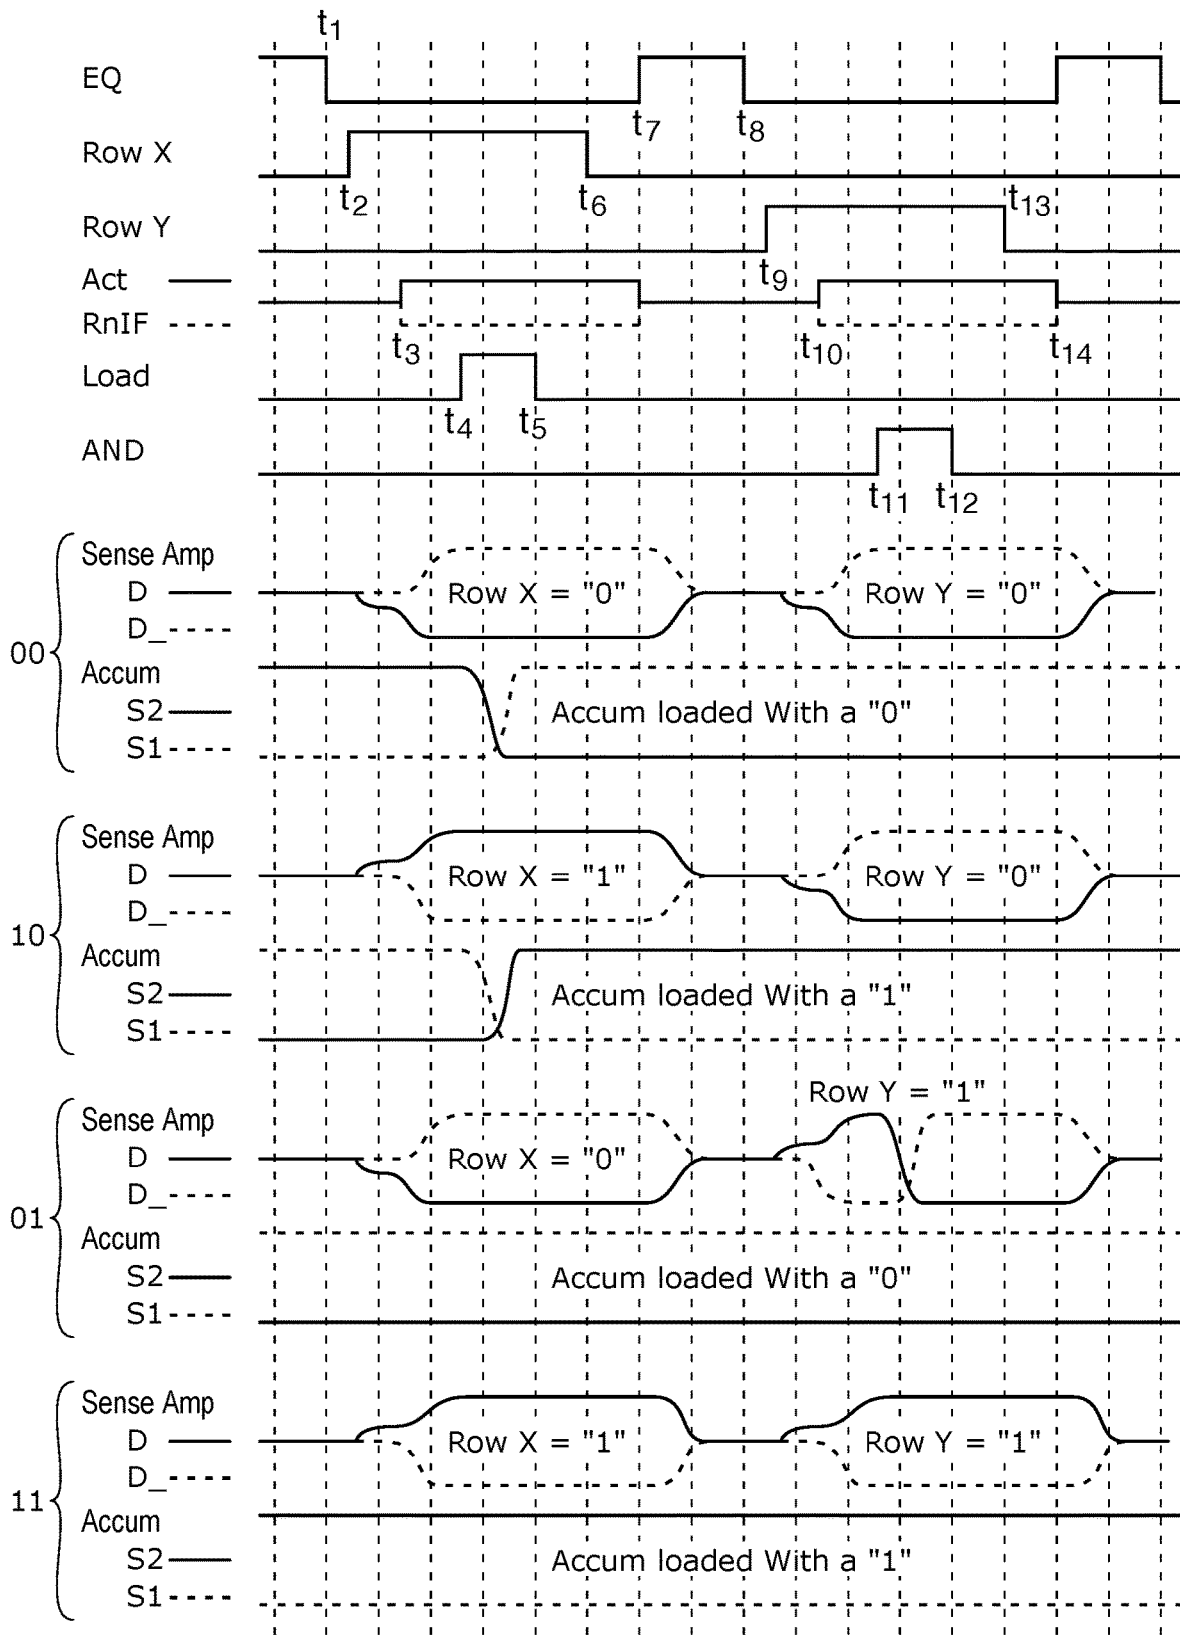 t1
EQ
t7 t8
Row X
t2 t6 t13
Row Y
t9
Act
RnIF
t3 t10 t14
Load
t4 t5
AND
t11 t12
00
Sense Amp
D
D_
Row X = "0" Row Y = "0"
Accum
S2
S1
Accum loaded With a "0"
10
Sense Amp
D
D_
Row X = "1" Row Y = "0"
Accum
S2
S1
Accum loaded With a "1"
01
Row Y = "1"
Sense Amp
D
D_
Row X = "0"
Accum
S2
S1
Accum loaded With a "0"
11
Sense Amp
D
D_
Row X = "1" Row Y = "1"
Accum
S2
S1
Accum loaded With a "1"